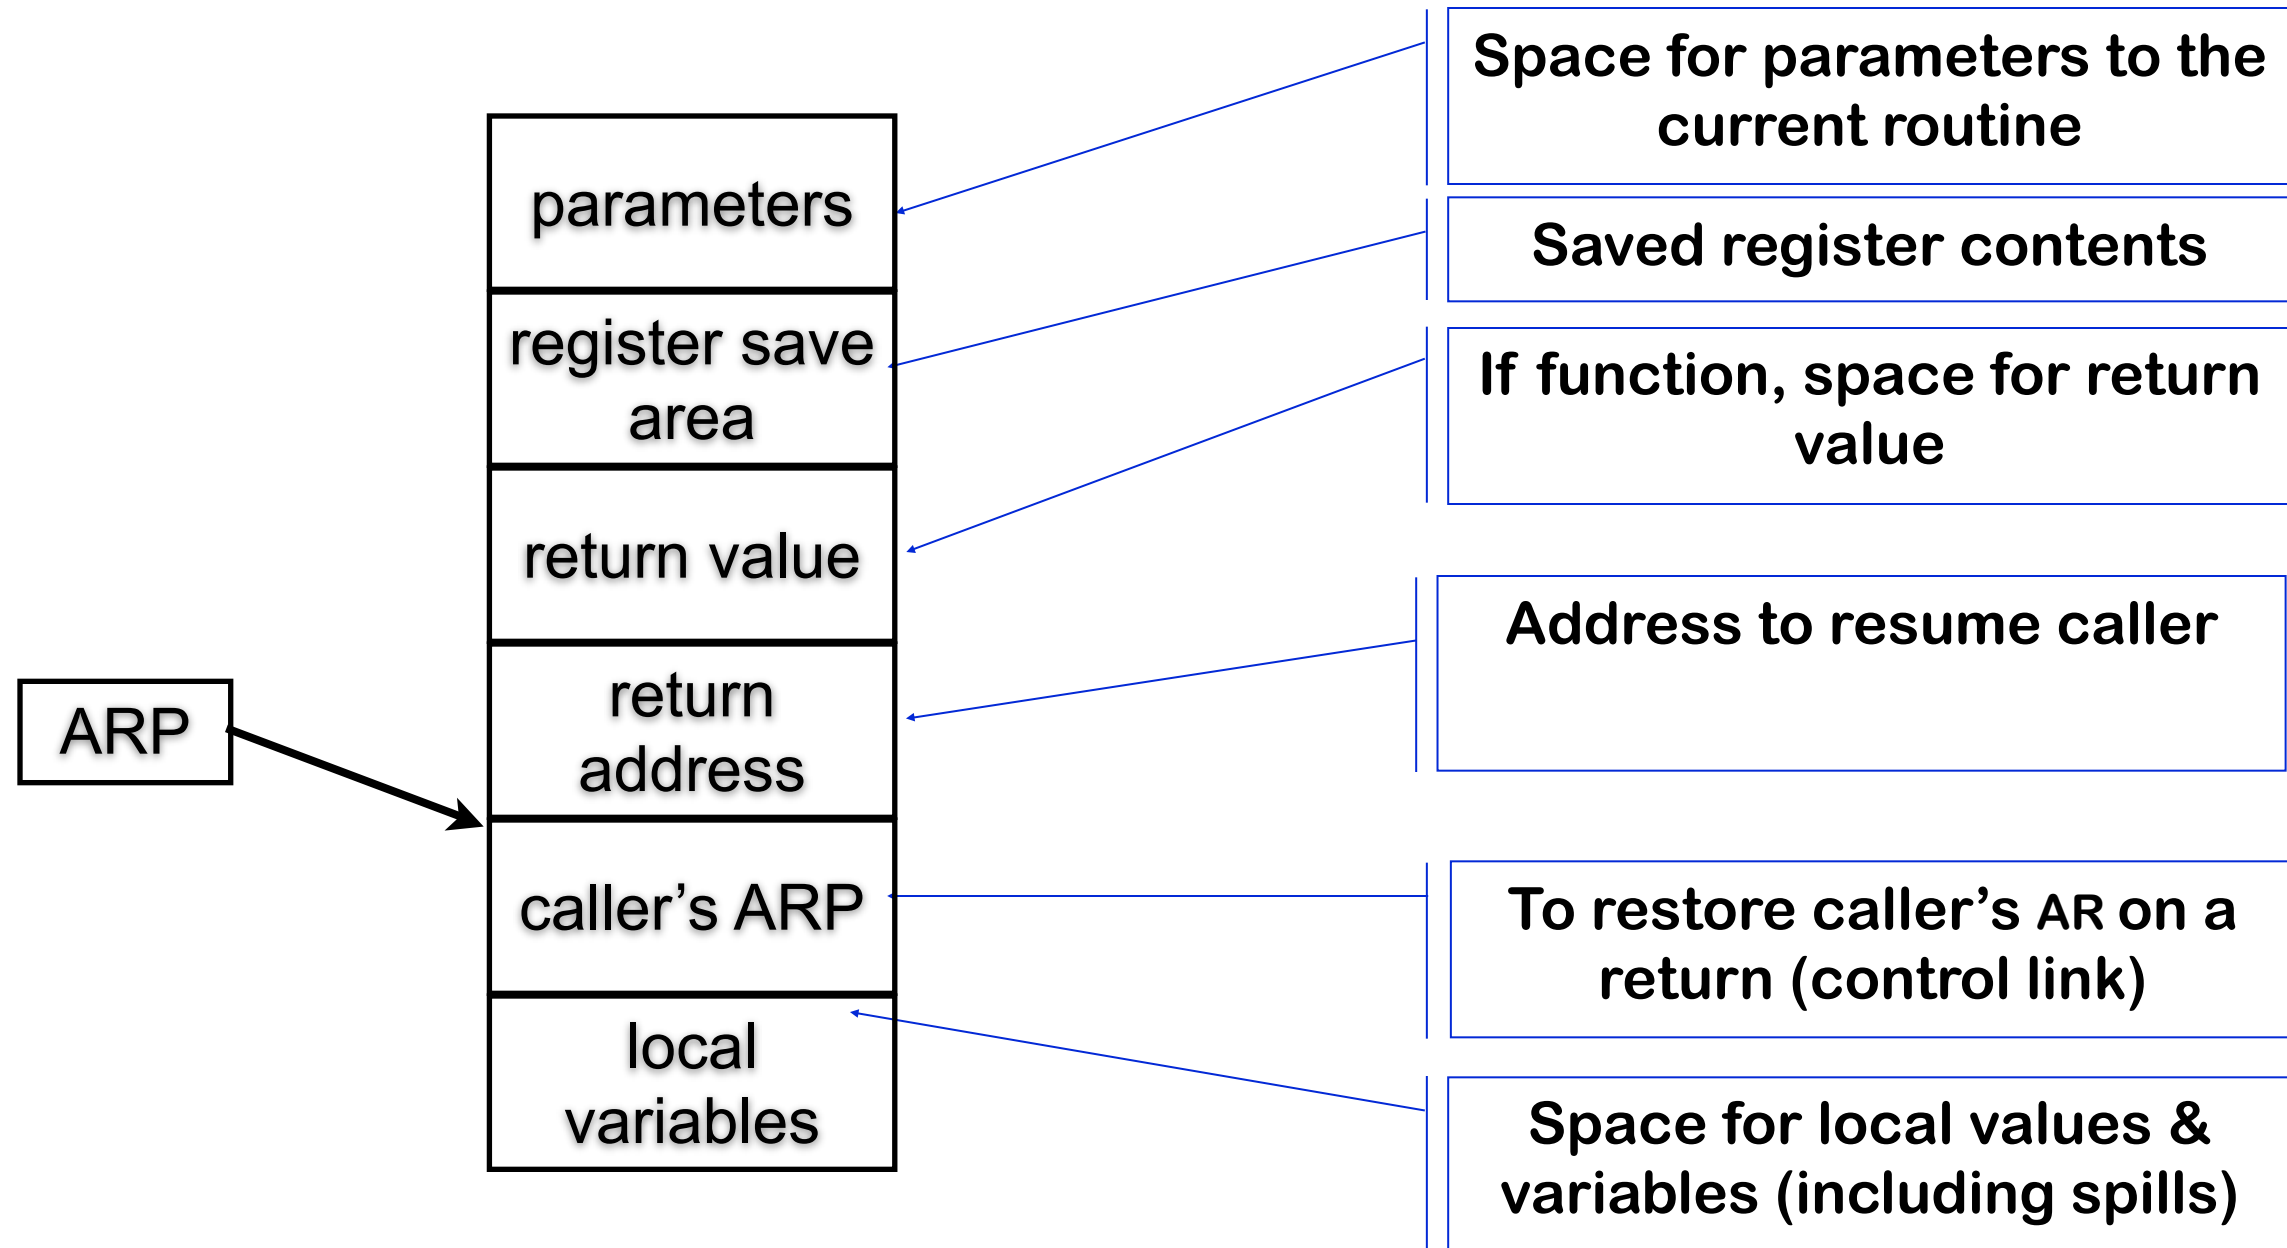 Space for parameters to the
current routine
parameters
Saved register contents
register save
area
If function, space for return
value
return value
Address to resume caller
return
address
ARP
caller’s ARP
To restore caller’s AR on a
return (control link)
local
variables
Space for local values &
variables (including spills)